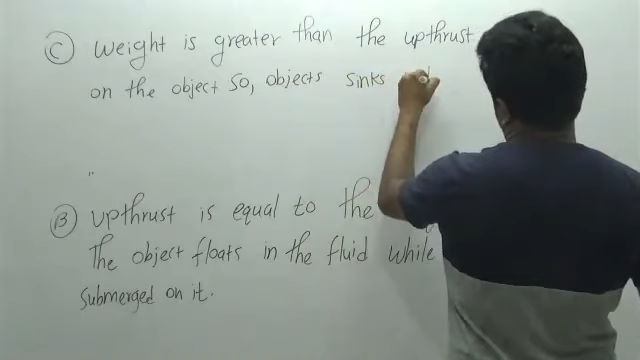 C weight is greater than the upthrust
on the object so, objects sinks
B upthrust is equal to the
The object floats in the fluid while
submerged on it.